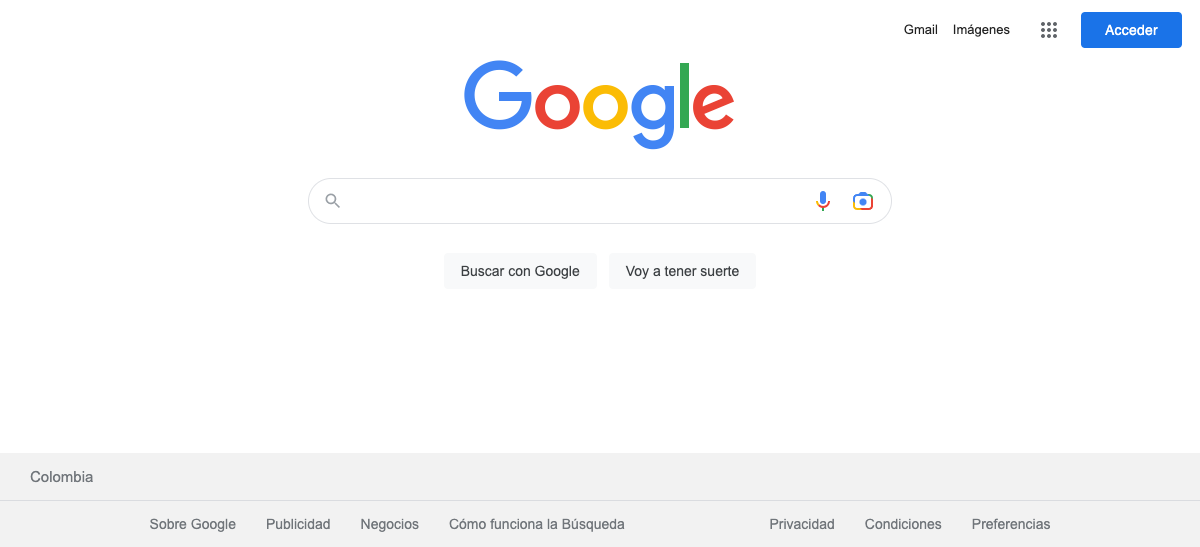 Gmail Imágenes Acceder
Google
Buscar con Google Voy a tener suerte
Colombia
Sobre Google Publicidad Negocios Cómo funciona la Búsqueda Privacidad Condiciones Preferencias